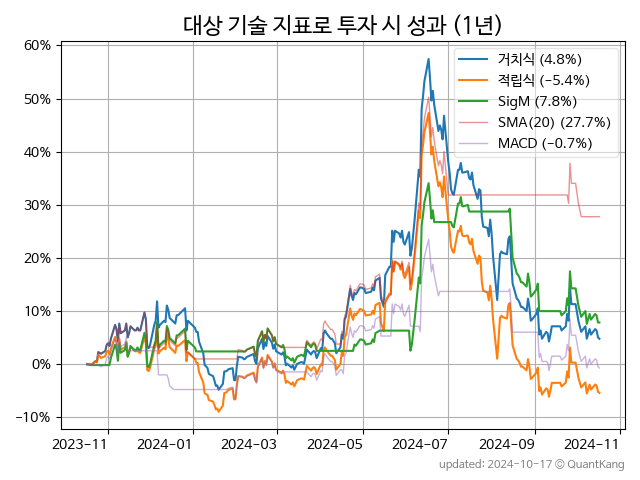 대상 기술 지표로 투자 시 성과 (1년)
60%
50%
40%
30%
20%
10%
0%
−10%
거치식 (4.8%)
적립식 (−5.4%)
SigM (7.8%)
SMA(20) (27.7%)
MACD (−0.7%)
2023-11
2024-01
2024-03
2024-05
2024-07
2024-09
2024-11
updated: 2024-10-17 © QuantKang